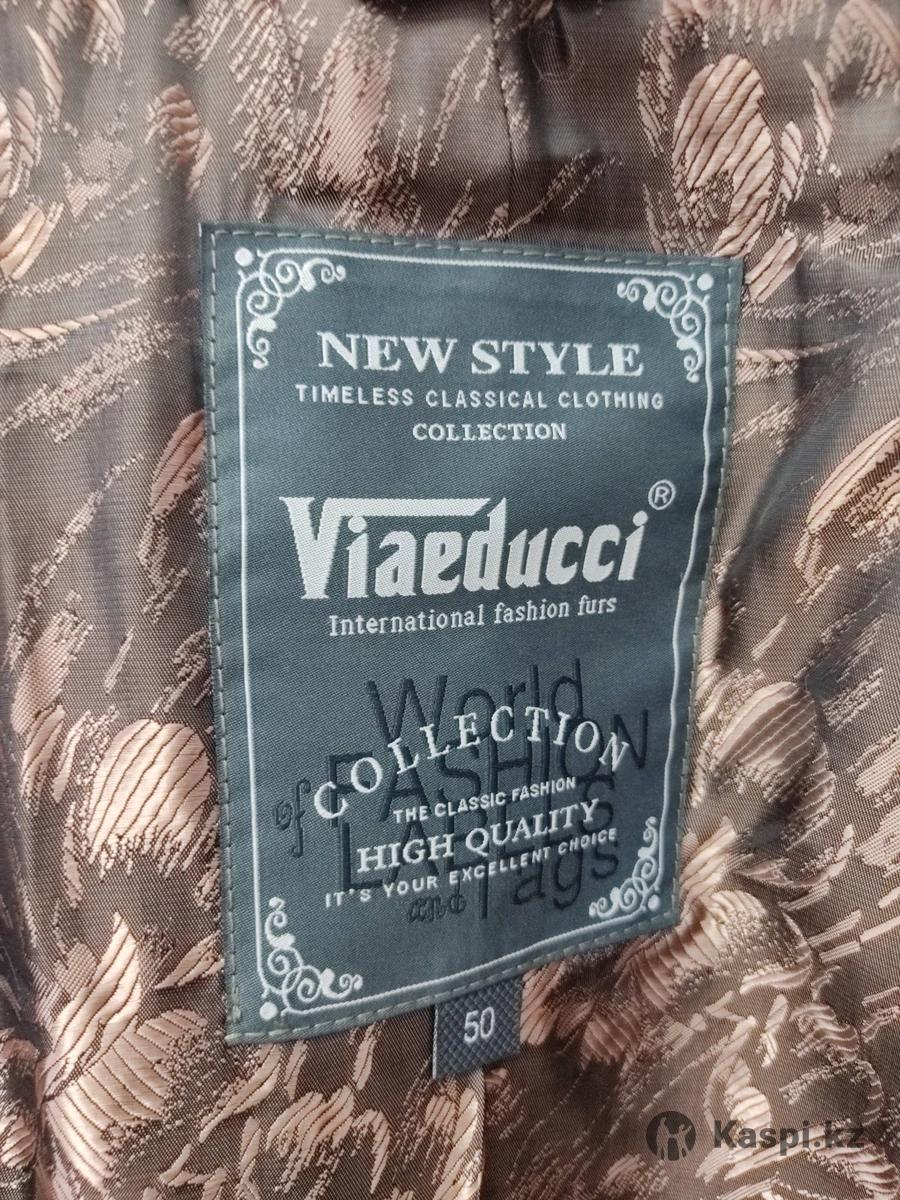 NEW STYLE
TIMELESS CLASSICAL CLOTHING
COLLECTION
Viaeducci®
International fashion furs
World
of FASHION
LABELS
and Tags
COLLECTION
THE CLASSIC FASHION
HIGH QUALITY
IT'S YOUR EXCELLENT CHOICE
50
Kaspi.kz